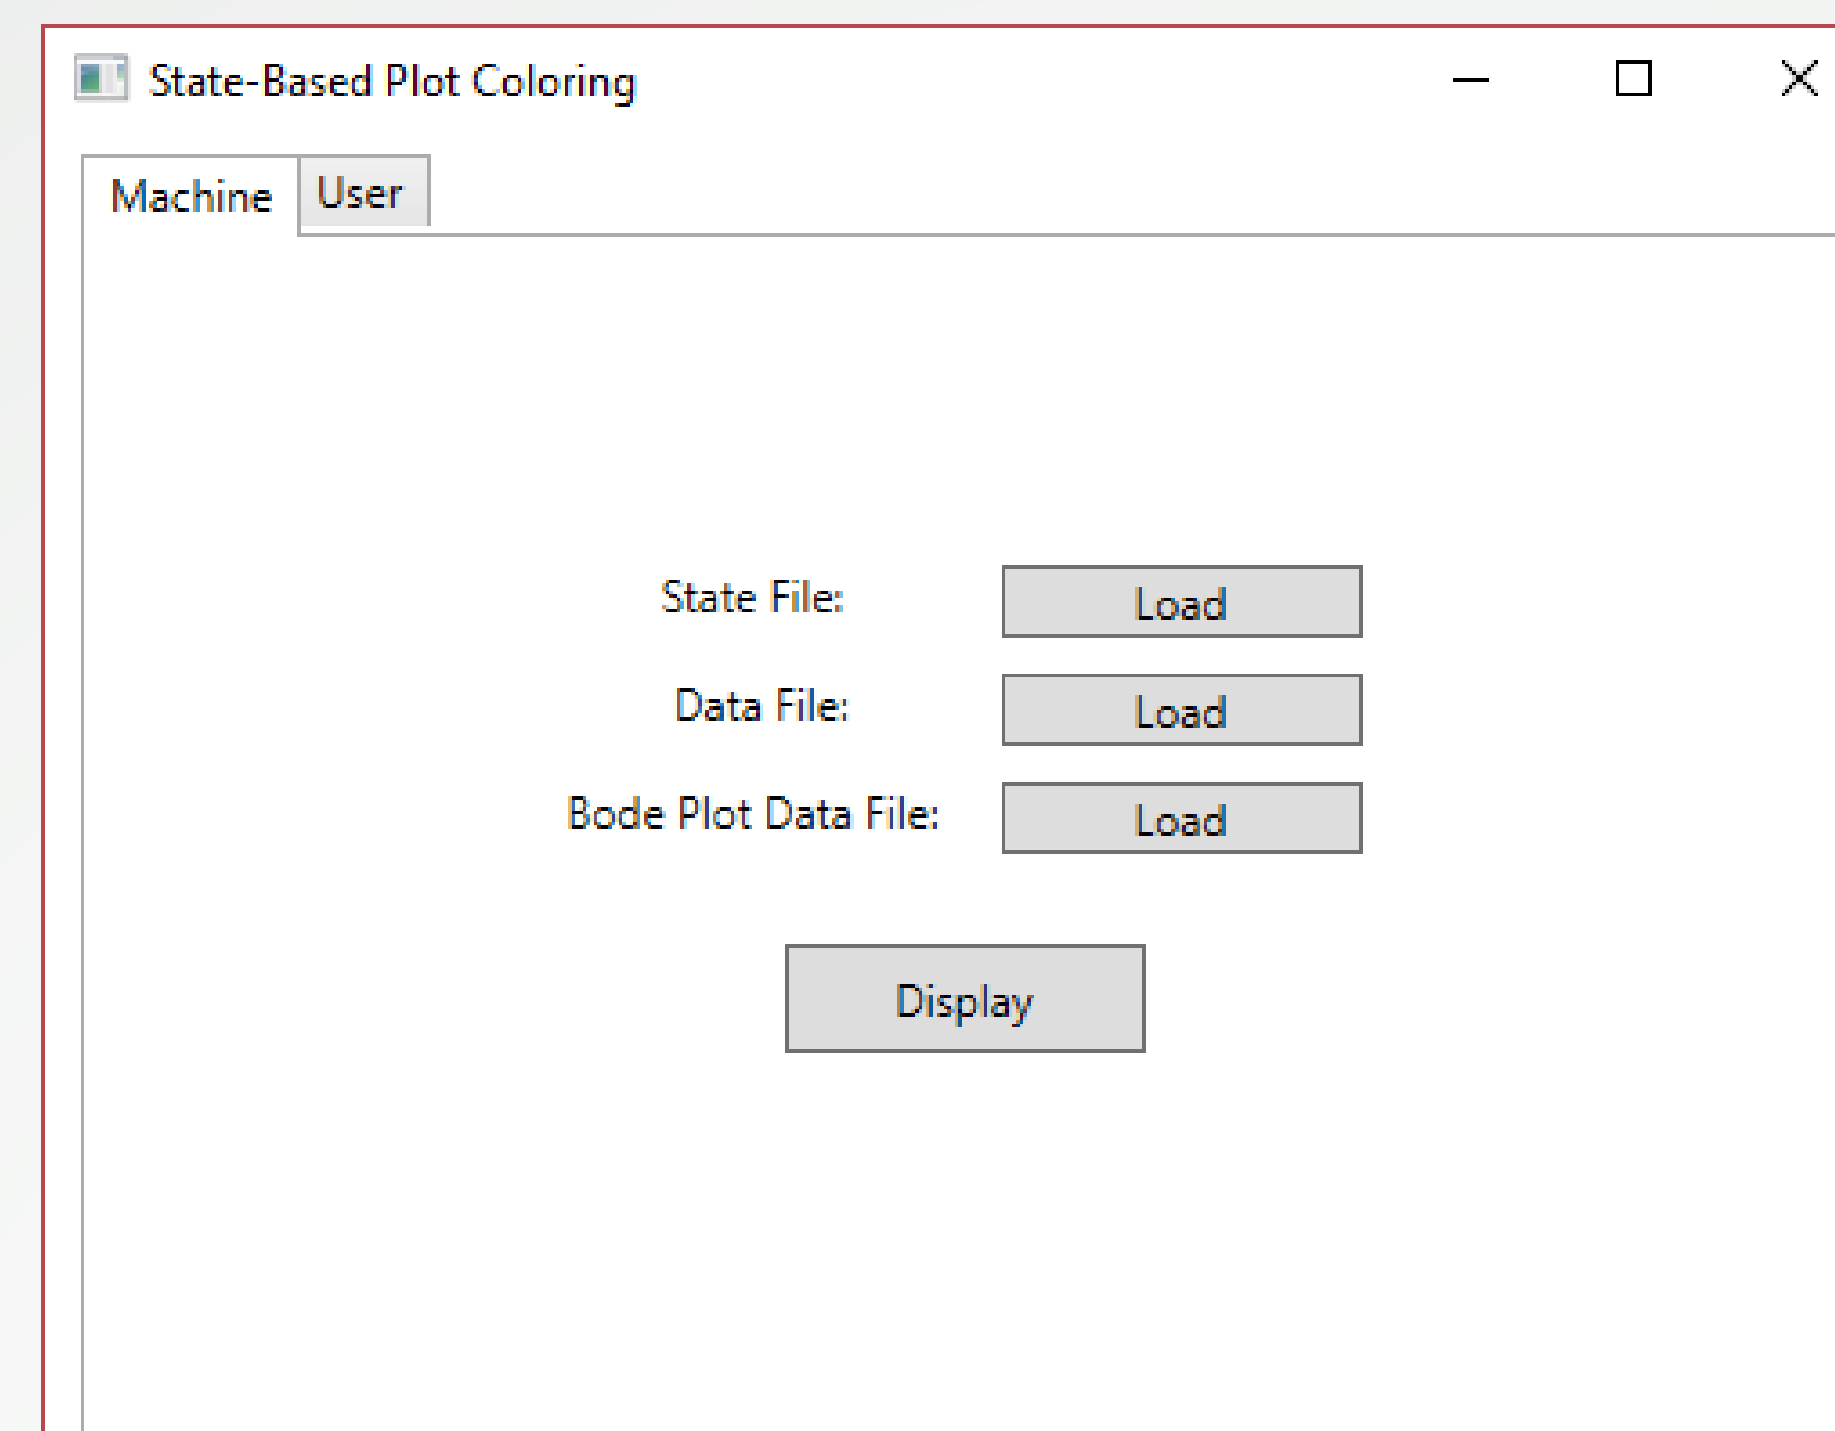 State-Based Plot Coloring
Machine User
State File: Load
Data File: Load
Bode Plot Data File: Load
Display